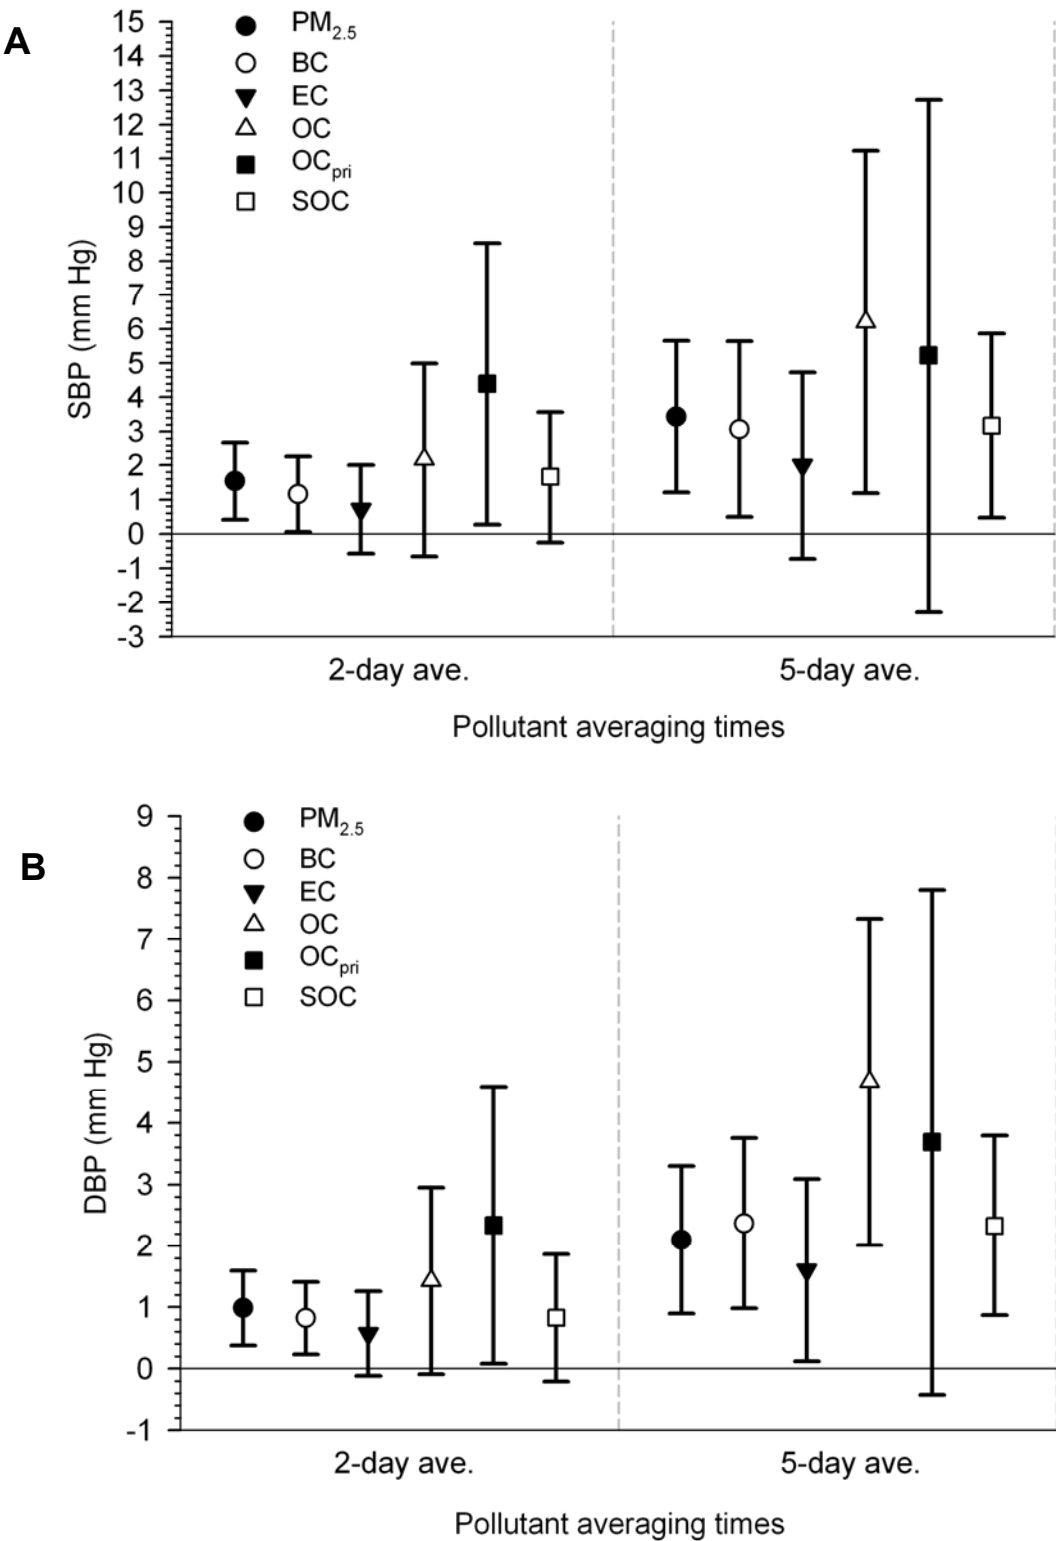 A
15
14
13
12
11
10
9
8
7
6
5
4
3
2
1
0
-1
-2
-3
SBP (mm Hg)
PM2.5
BC
EC
OC
OCpri
SOC
2-day ave. 5-day ave.
Pollutant averaging times
B
9
8
7
6
5
4
3
2
1
0
-1
DBP (mm Hg)
PM2.5
BC
EC
OC
OCpri
SOC
2-day ave. 5-day ave.
Pollutant averaging times